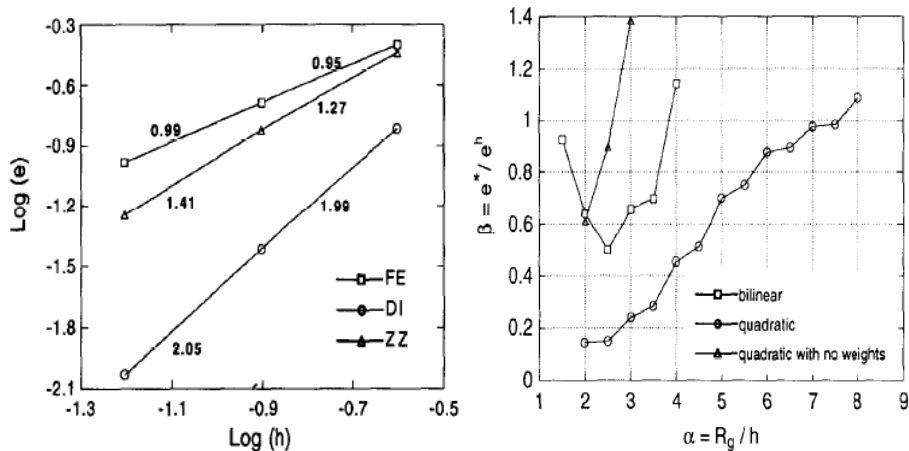 -0.3
-0.6
-0.9
-1.2
-1.5
-1.8
-2.1
Log (e)
0.95
0.99
1.27
1.41
1.99
2.05
FE
DI
ZZ
-1.3 -1.1 -0.9 -0.7 -0.5
Log (h)
1.4
1.2
1
0.8
0.6
0.4
0.2
0
β = e* / eʰ
bilinear
quadratic
quadratic with no weights
1 2 3 4 5 6 7 8 9
α = Rg / h